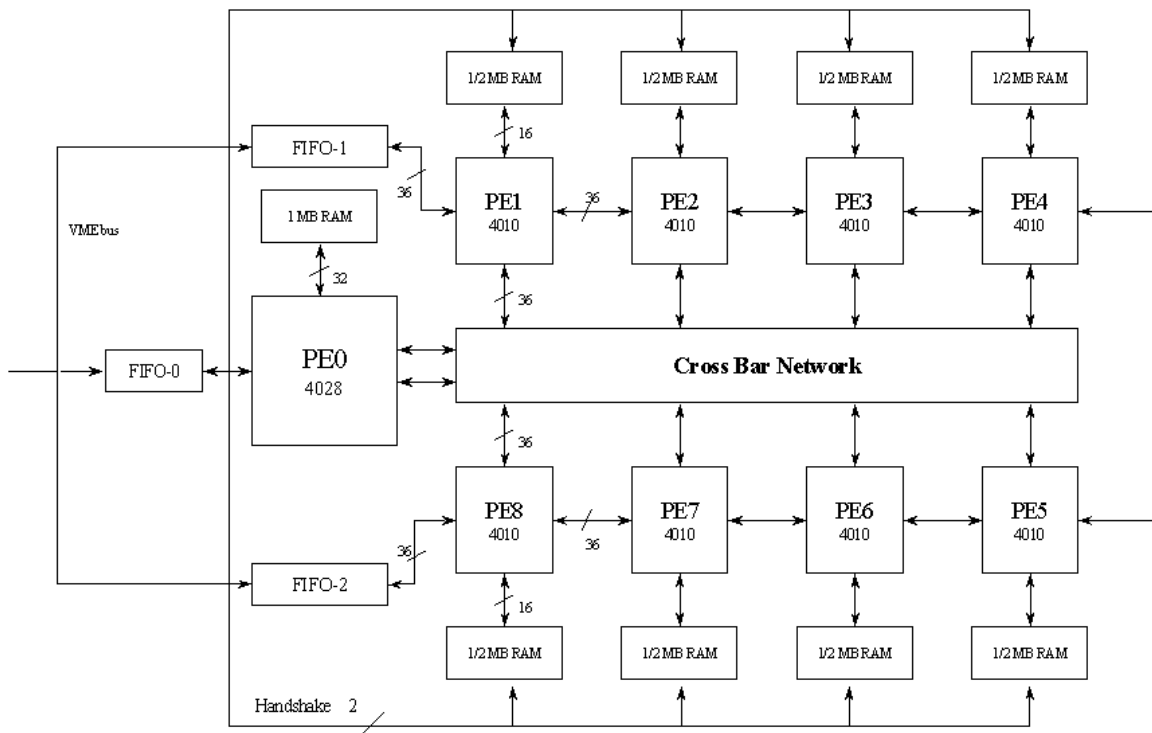 1/2 MB RAM
1/2 MB RAM
1/2 MB RAM
1/2 MB RAM
16
FIFO-1
36
PE1
4010
36
PE2
4010
PE3
4010
PE4
4010
1 MB RAM
VMEbus
32
36
PE0
4028
Cross Bar Network
FIFO-0
36
PE8
4010
36
PE7
4010
PE6
4010
PE5
4010
36
FIFO-2
16
1/2 MB RAM
1/2 MB RAM
1/2 MB RAM
1/2 MB RAM
Handshake 2